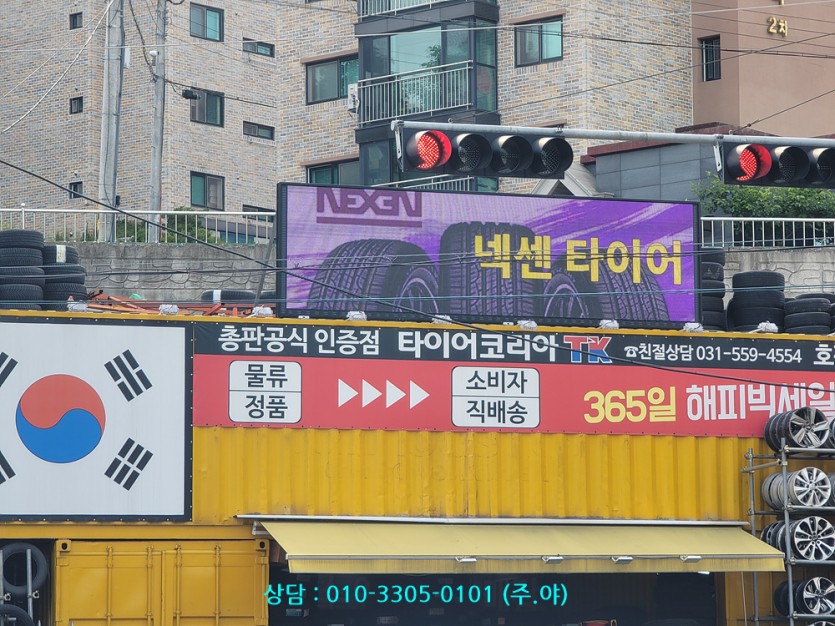 2차
NEXEN
넥센 타이어
총판공식 인증점 타이어코리아 TK ☎친절상담 031-559-4554 호
물류 정품
소비자 직배송
365일 해피빅세일
상담 : 010-3305-0101 (주.야)